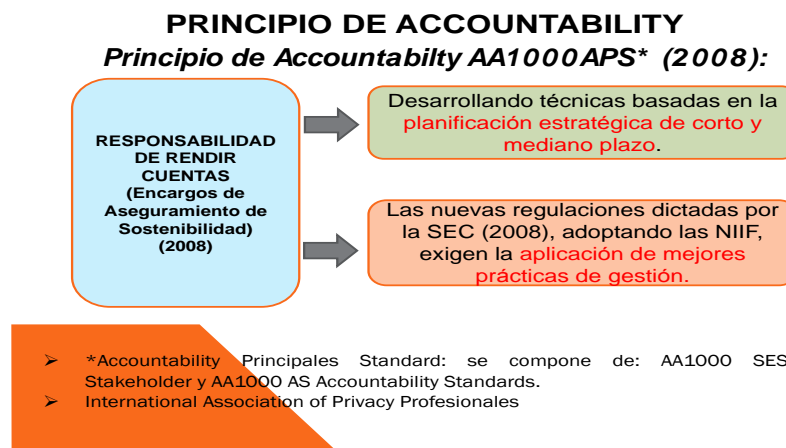 PRINCIPIO DE ACCOUNTABILITY
Principio de Accountabilty AA1000APS* (2008):
RESPONSABILIDAD
DE RENDIR
CUENTAS
(Encargos de
Aseguramiento de
Sostenibilidad)
(2008)
Desarrollando técnicas basadas en la
planificación estratégica de corto y
mediano plazo.
Las nuevas regulaciones dictadas por
la SEC (2008), adoptando las NIIF,
exigen la aplicación de mejores
prácticas de gestión.
➢ *Accountability Principales Standard: se compone de: AA1000 SES
Stakeholder y AA1000 AS Accountability Standards.
➢ International Association of Privacy Profesionales